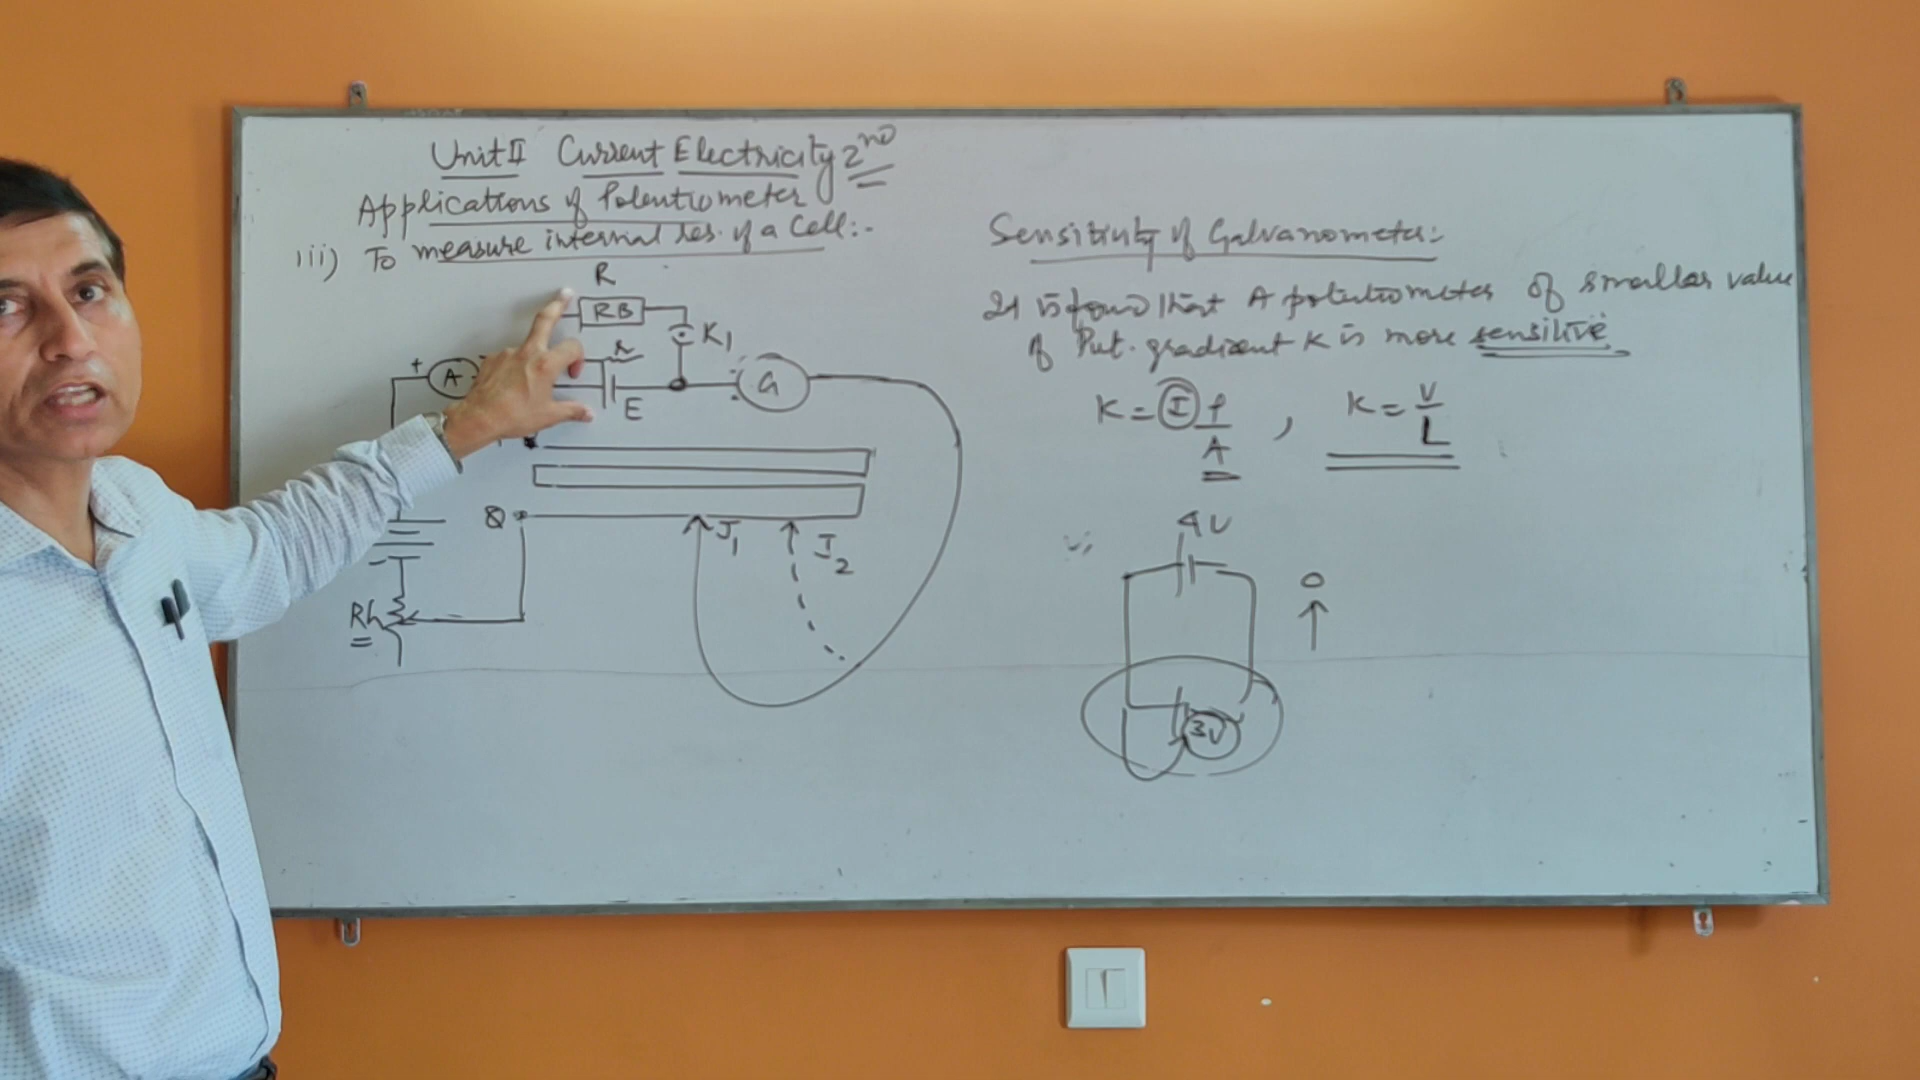 Unit II Current Electricity 2nd
Applications of Potentiometer
iii) To measure internal res. of a Cell:-
R
RB
K1
r
+ A -
G
E
Q
J1
J2
Rh
Sensitivity of Galvanometer:-
It is found that A potentiometer of smaller value
of Pot. gradient K is more sensitive
K = I ρ/A , K = V/L
4V
0
3V